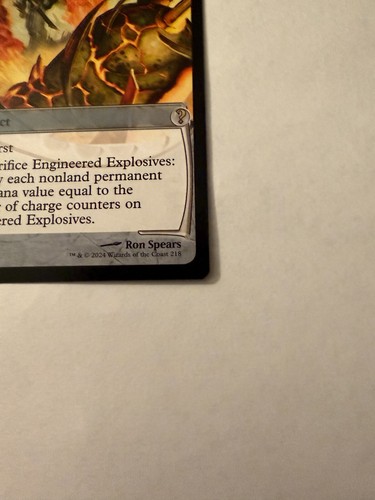 ct
rst
rifice Engineered Explosives:
y each nonland permanent
ana value equal to the
r of charge counters on
ered Explosives.
Ron Spears
™ & © 2024 Wizards of the Coast 218